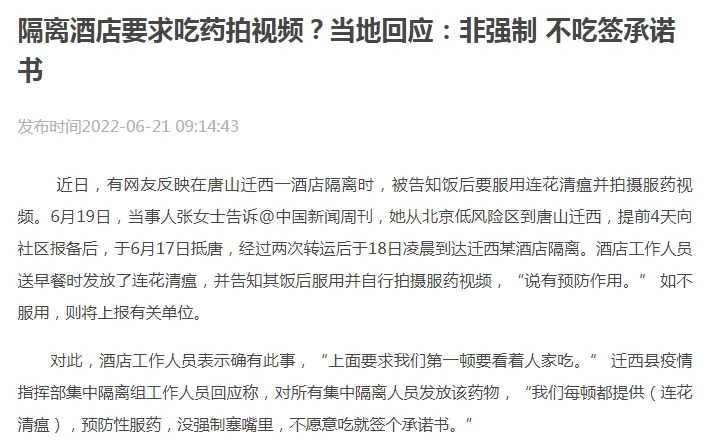 隔离酒店要求吃药拍视频？当地回应：非强制 不吃签承诺
书
发布时间2022-06-21 09:14:43
近日，有网友反映在唐山迁西一酒店隔离时，被告知饭后要服用连花清瘟并拍摄服药视
频。6月19日，当事人张女士告诉@中国新闻周刊，她从北京低风险区到唐山迁西，提前4天向
社区报备后，于6月17日抵唐，经过两次转运后于18日凌晨到达迁西某酒店隔离。酒店工作人员
送早餐时发放了连花清瘟，并告知其饭后服用并自行拍摄服药视频，“说有预防作用。” 如不
服用，则将上报有关单位。
对此，酒店工作人员表示确有此事，“上面要求我们第一顿要看着人家吃。” 迁西县疫情
指挥部集中隔离组工作人员回应称，对所有集中隔离人员发放该药物，“我们每顿都提供（连花
清瘟），预防性服药，没强制塞嘴里，不愿意吃就签个承诺书。”